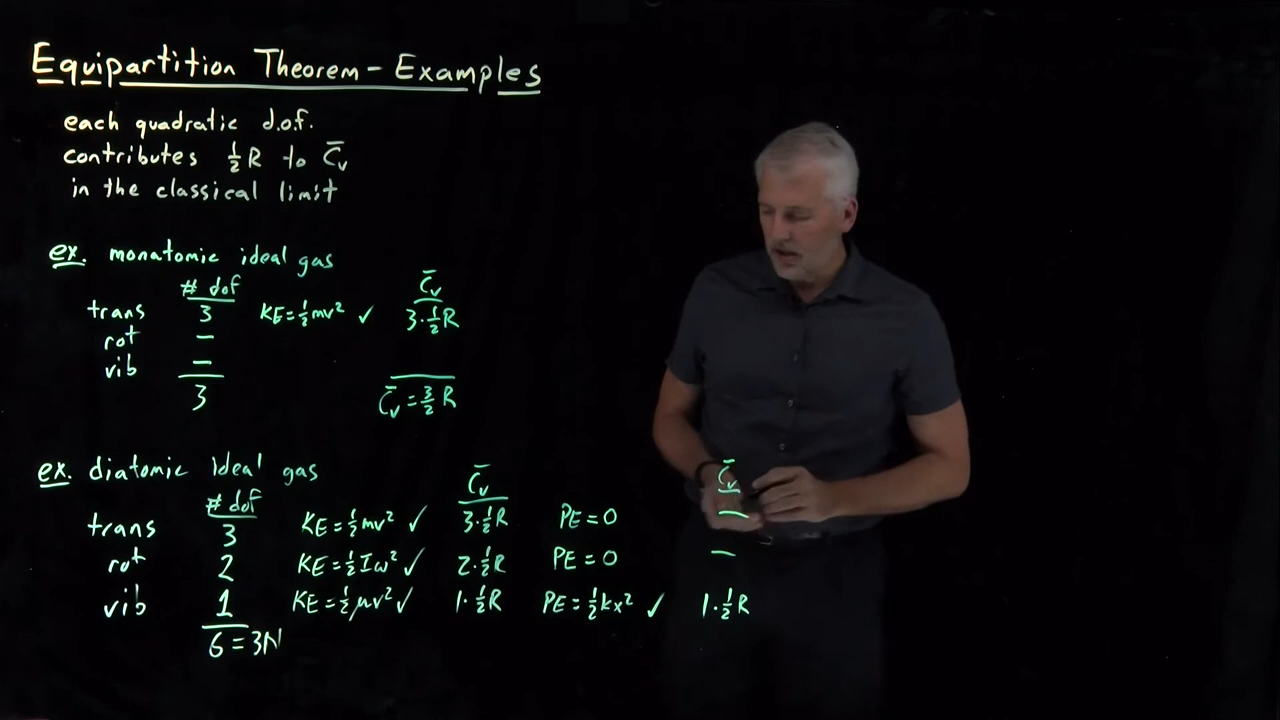 Equipartition Theorem - Examples
each quadratic d.o.f.
contributes ½R to C̄ᵥ
in the classical limit
ex. monatomic ideal gas
# dof C̄ᵥ
trans 3 KE=½mv² ✓ 3·½R
rot –
vib –
3 C̄ᵥ=3/2 R
ex. diatomic ideal gas
# dof C̄ᵥ C̄ᵥ
trans 3 KE=½mv² ✓ 3·½R PE=0 –
rot 2 KE=½Iω² ✓ 2·½R PE=0 –
vib 1 KE=½μv² ✓ 1·½R PE=½kx² ✓ 1·½R
6=3N